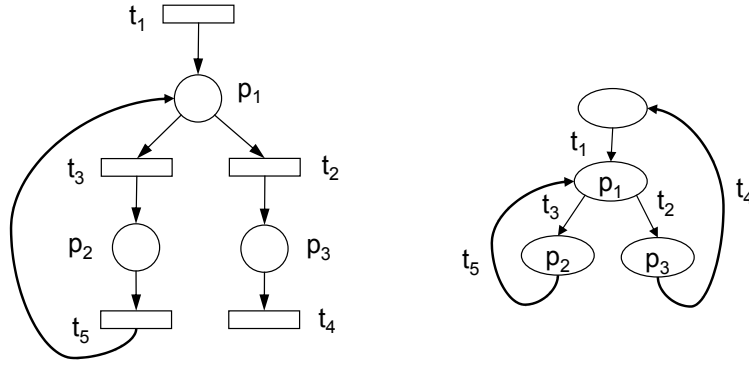 t₁
p₁
t₃
t₂
p₂
p₃
t₅
t₄
t₁
t₄
p₁
t₃
t₂
t₅
p₂
p₃